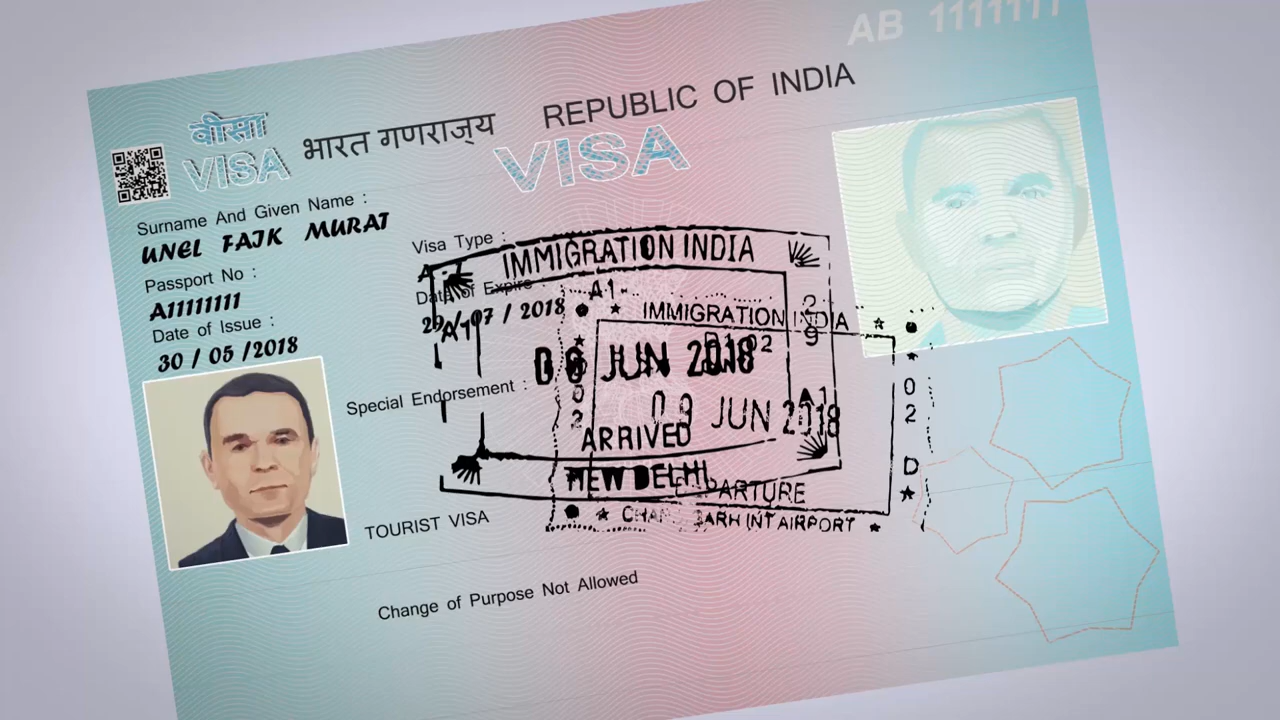 AB 1111111
वीसा
VISA
भारत गणराज्य
REPUBLIC OF INDIA
VISA
Surname And Given Name :
UNEL FAIK MURAT
Passport No :
A11111111
Date of Issue :
30 / 05 /2018
Visa Type :
Date of Expire
29 / 07 / 2018
Special Endorsement :
TOURIST VISA
Change of Purpose Not Allowed
IMMIGRATION INDIA
JUN 2018
ARRIVED
NEW DELHI
IMMIGRATION INDIA
09 JUN 2018
DEPARTURE
INT AIRPORT